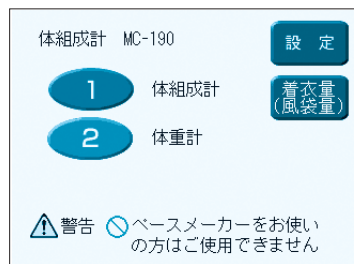 体組成計 MC-190
設 定
1 体組成計
着衣量
(風袋量)
2 体重計
警告 ペースメーカーをお使い
の方はご使用できません